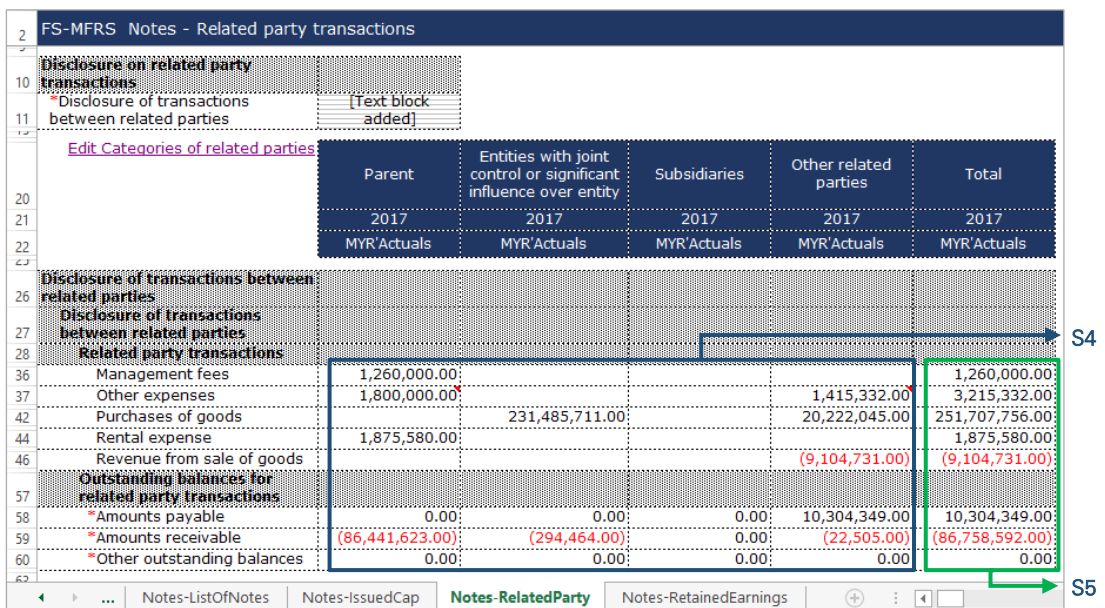 2 FS-MFRS Notes - Related party transactions
Disclosure on related party
10 transactions
*Disclosure of transactions [Text block
11 between related parties added]
Edit Categories of related parties
20 Parent Entities with joint control or significant influence over entity Subsidiaries Other related parties Total
21 2017 2017 2017 2017 2017
22 MYR'Actuals MYR'Actuals MYR'Actuals MYR'Actuals MYR'Actuals
Disclosure of transactions between
26 related parties
Disclosure of transactions
27 between related parties
28 Related party transactions
36 Management fees 1,260,000.00 1,260,000.00
37 Other expenses 1,800,000.00 1,415,332.00 3,215,332.00
42 Purchases of goods 231,485,711.00 20,222,045.00 251,707,756.00
44 Rental expense 1,875,580.00 1,875,580.00
46 Revenue from sale of goods (9,104,731.00) (9,104,731.00)
Outstanding balances for
57 related party transactions
58 *Amounts payable 0.00 0.00 0.00 10,304,349.00 10,304,349.00
59 *Amounts receivable (86,441,623.00) (294,464.00) 0.00 (22,505.00) (86,758,592.00)
60 *Other outstanding balances 0.00 0.00 0.00 0.00 0.00
S4
S5
... Notes-ListOfNotes Notes-IssuedCap Notes-RelatedParty Notes-RetainedEarnings